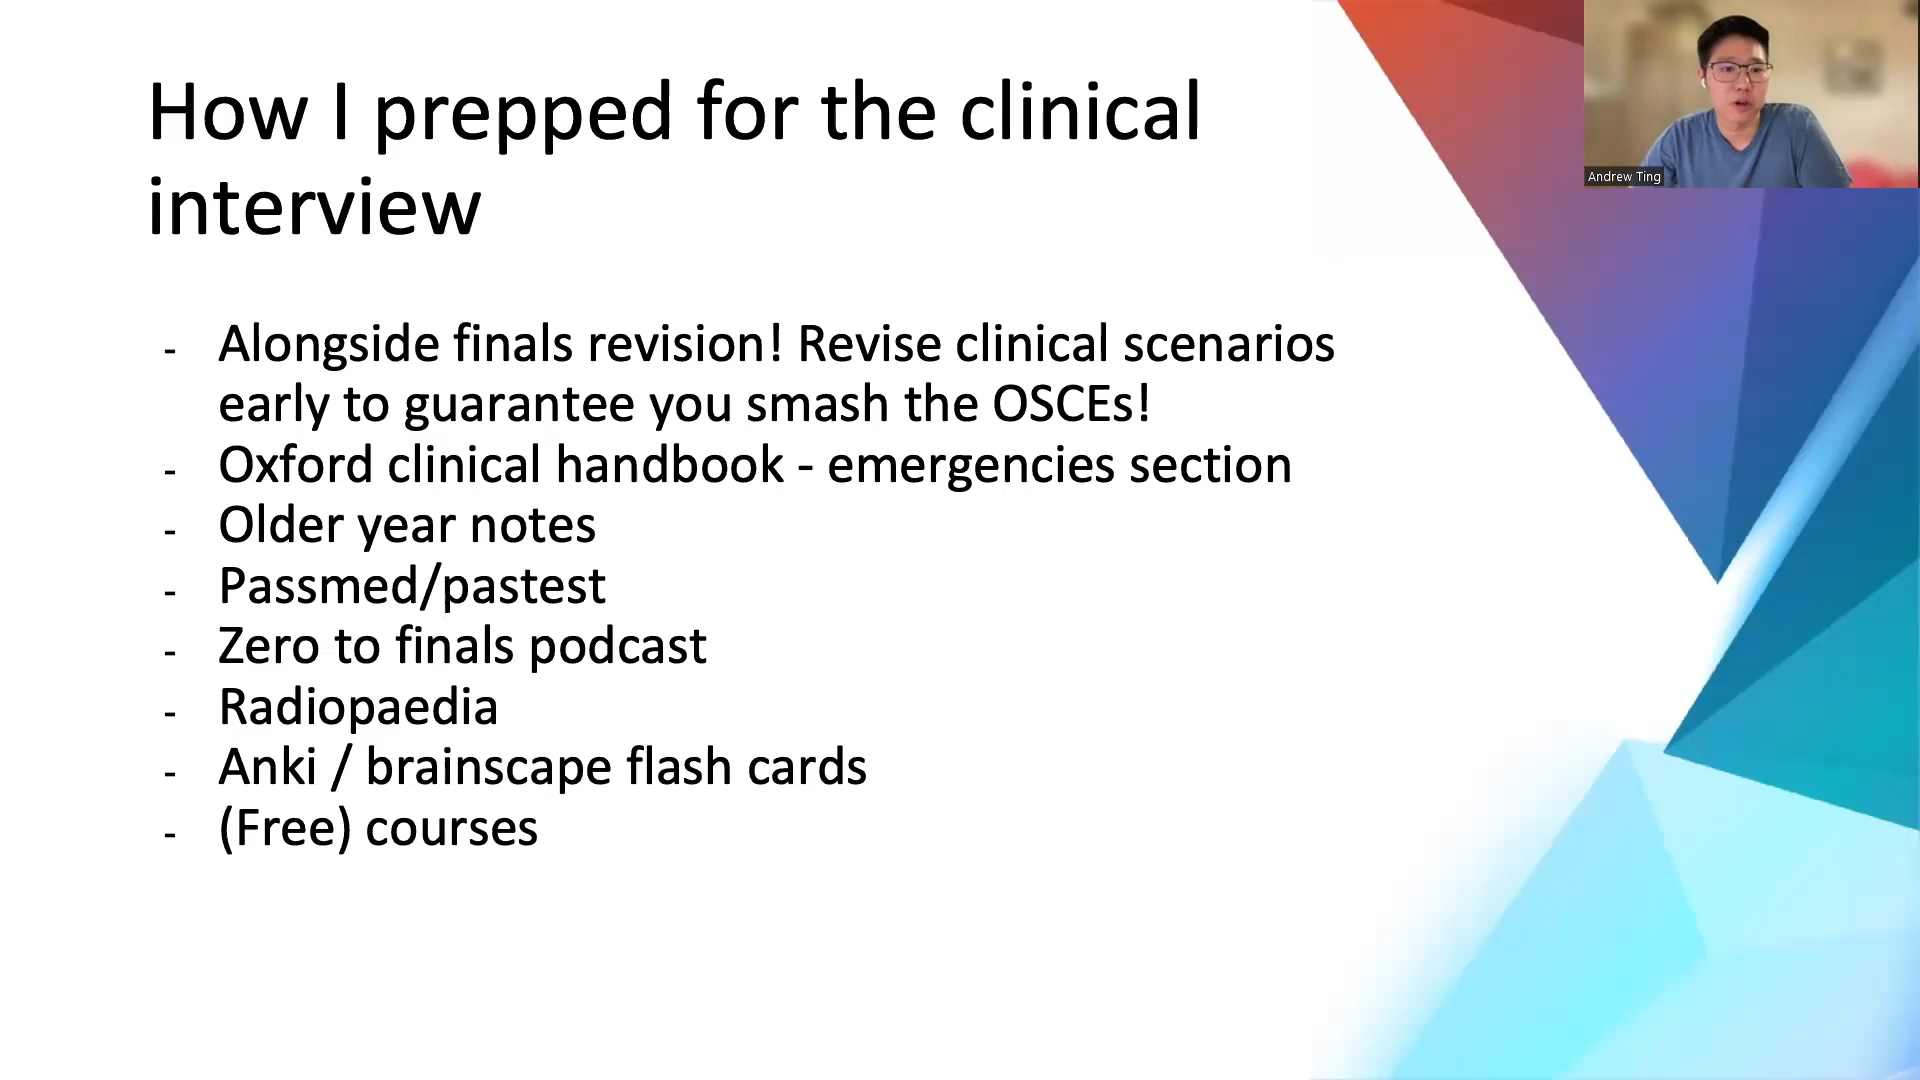 How I prepped for the clinical
interview
- Alongside finals revision! Revise clinical scenarios
early to guarantee you smash the OSCEs!
- Oxford clinical handbook - emergencies section
- Older year notes
- Passmed/pastest
- Zero to finals podcast
- Radiopaedia
- Anki / brainscape flash cards
- (Free) courses
Andrew Ting